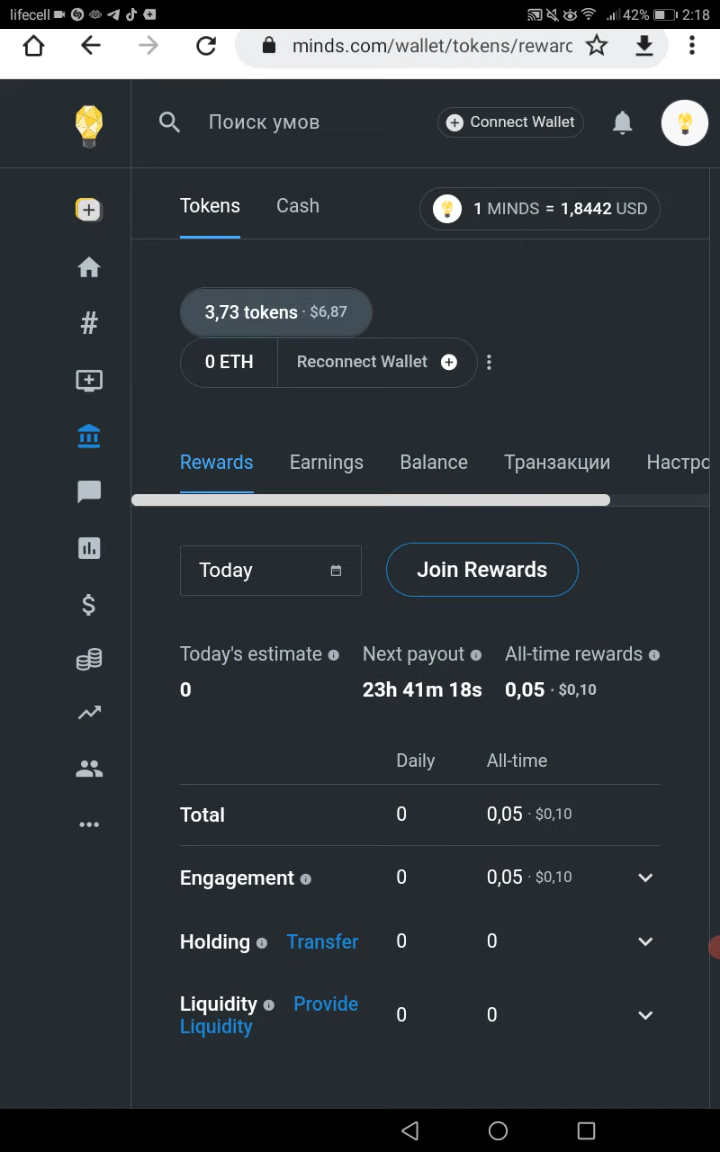 lifecell 42% 2:18
minds.com/wallet/tokens/rewarc
Поиск умов Connect Wallet
Tokens Cash 1 MINDS = 1,8442 USD
3,73 tokens · $6,87
0 ETH Reconnect Wallet
Rewards Earnings Balance Транзакции Настро
Today Join Rewards
Today's estimate Next payout All-time rewards
0 23h 41m 18s 0,05 · $0,10
Daily All-time
Total 0 0,05 · $0,10
Engagement 0 0,05 · $0,10
Holding Transfer 0 0
Liquidity Provide
Liquidity 0 0